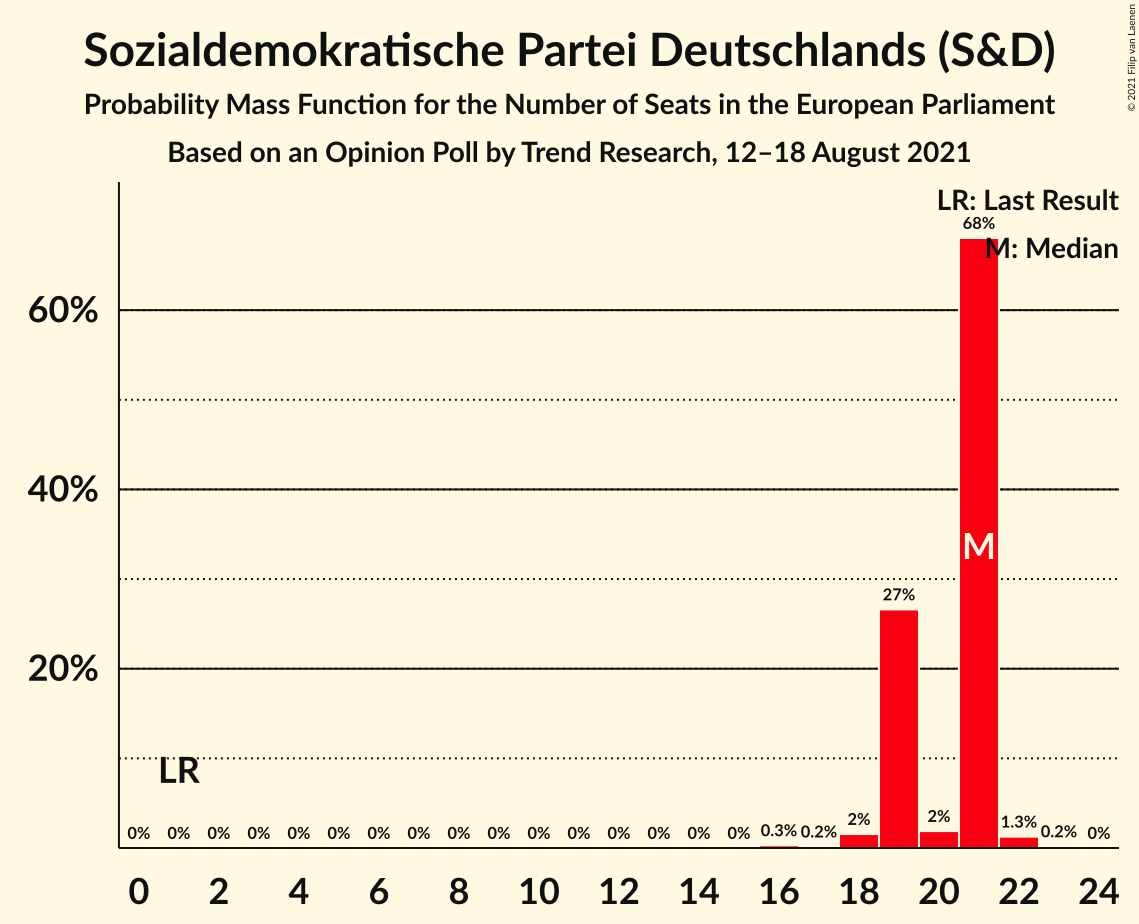 Sozialdemokratische Partei Deutschlands (S&D)
Probability Mass Function for the Number of Seats in the European Parliament
Based on an Opinion Poll by Trend Research, 12–18 August 2021
© 2021 Filip van Laenen
LR: Last Result
68%
M: Median
60%
40%
M
27%
20%
LR
0% 0% 0% 0% 0% 0% 0% 0% 0% 0% 0% 0% 0% 0% 0% 0% 0.3% 0.2% 2% 2% 1.3% 0.2% 0%
0 2 4 6 8 10 12 14 16 18 20 22 24